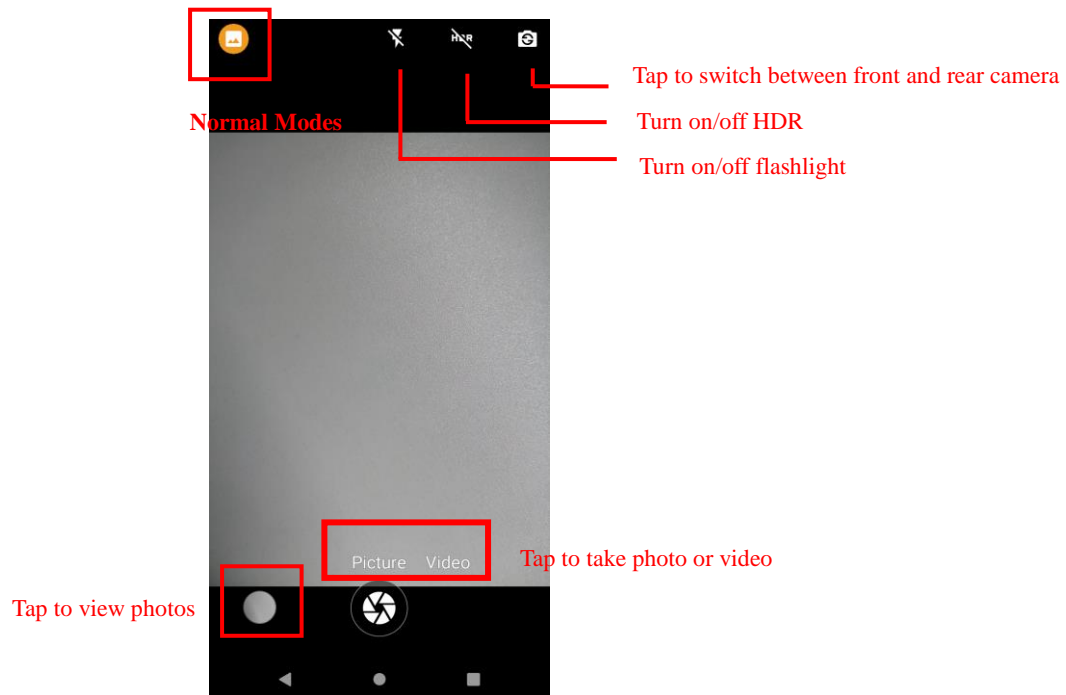 HDR
Tap to switch between front and rear camera
Normal Modes
Turn on/off HDR
Turn on/off flashlight
Picture Video
Tap to take photo or video
Tap to view photos